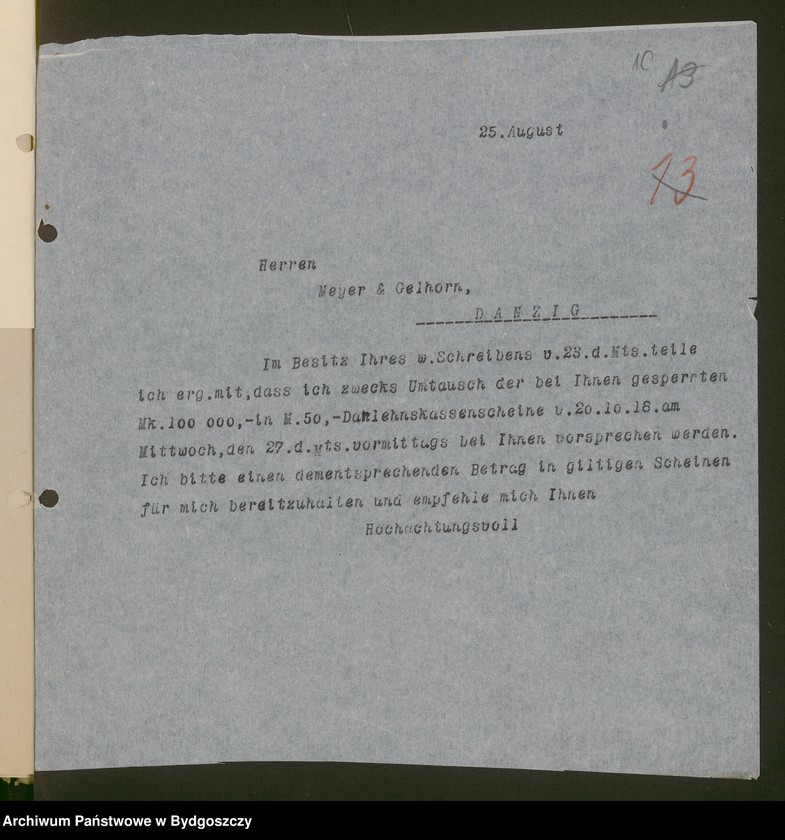 10 13
25.August
13
Herren
Meyer & Gelhorn,
D A N Z I G
Im Besitz Ihres w.Schreibens v.23.d.Mts.teile
ich erg.mit,dass ich zwecks Umtausch der bei Ihnen gesperrten
Mk.100 000,-in M.50,-Darlehnskassenscheine v.20.10.18.am
Mittwoch,den 27.d.Mts.vormittags bei Ihnen vorsprechen werden.
Ich bitte einen dementsprechenden Betrag in giltigen Scheinen
für mich bereitzuhalten und empfehle mich Ihnen
Hochachtungsvoll
Archiwum Państwowe w Bydgoszczy